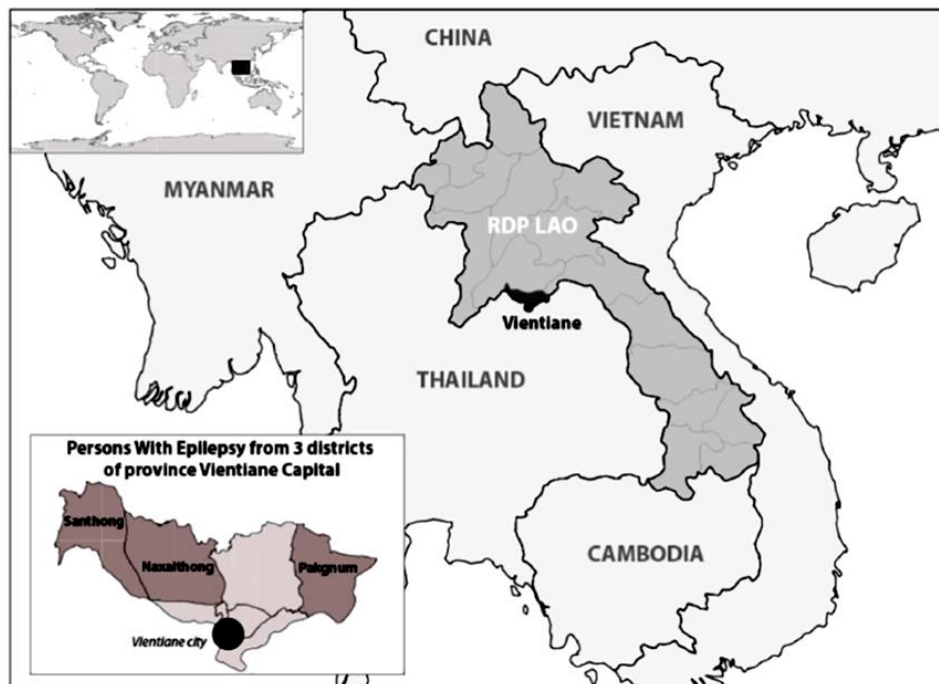 CHINA
VIETNAM
MYANMAR
RDP LAO
Vientiane
THAILAND
CAMBODIA
Persons With Epilepsy from 3 districts
of province Vientiane Capital
Santhong
Naxaithong
Pakgnum
Vientiane city